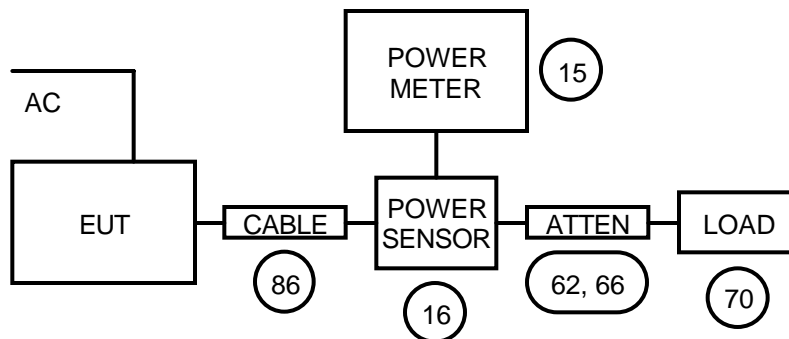 POWER
METER
15
AC
EUT
CABLE
POWER
SENSOR
ATTEN
LOAD
86
16
62, 66
70